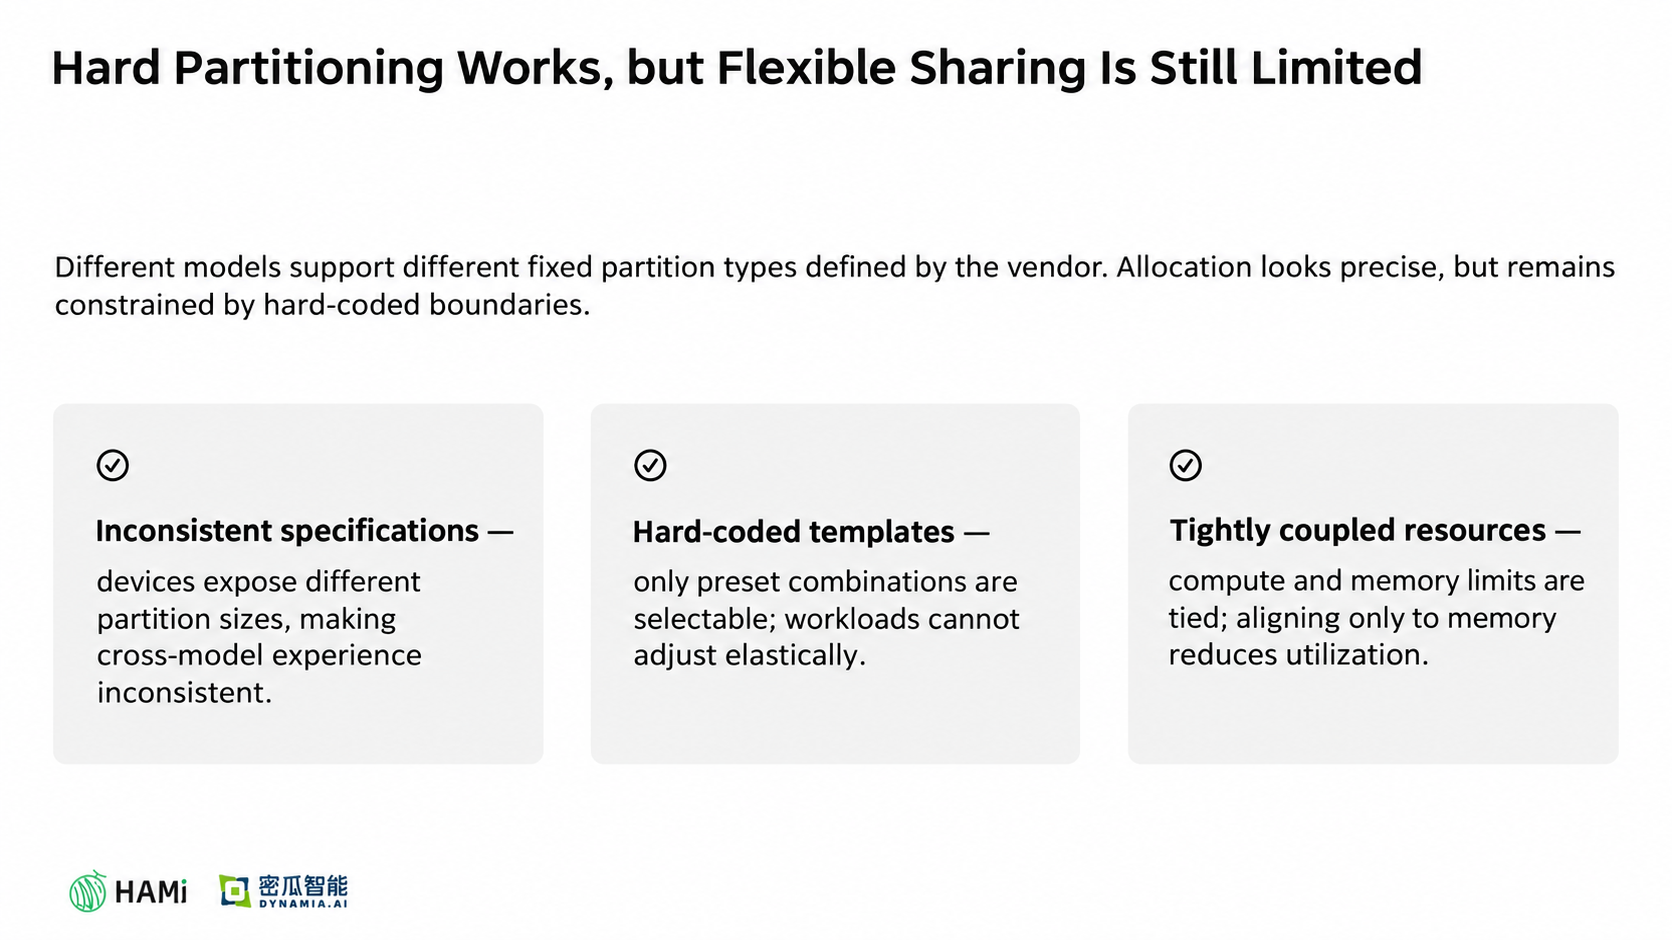 Hard Partitioning Works, but Flexible Sharing Is Still Limited
Different models support different fixed partition types defined by the vendor. Allocation looks precise, but remains
constrained by hard-coded boundaries.
Inconsistent specifications —
devices expose different
partition sizes, making
cross-model experience
inconsistent.
Hard-coded templates —
only preset combinations are
selectable; workloads cannot
adjust elastically.
Tightly coupled resources —
compute and memory limits are
tied; aligning only to memory
reduces utilization.
HAMi
密瓜智能
DYNAMIA.AI